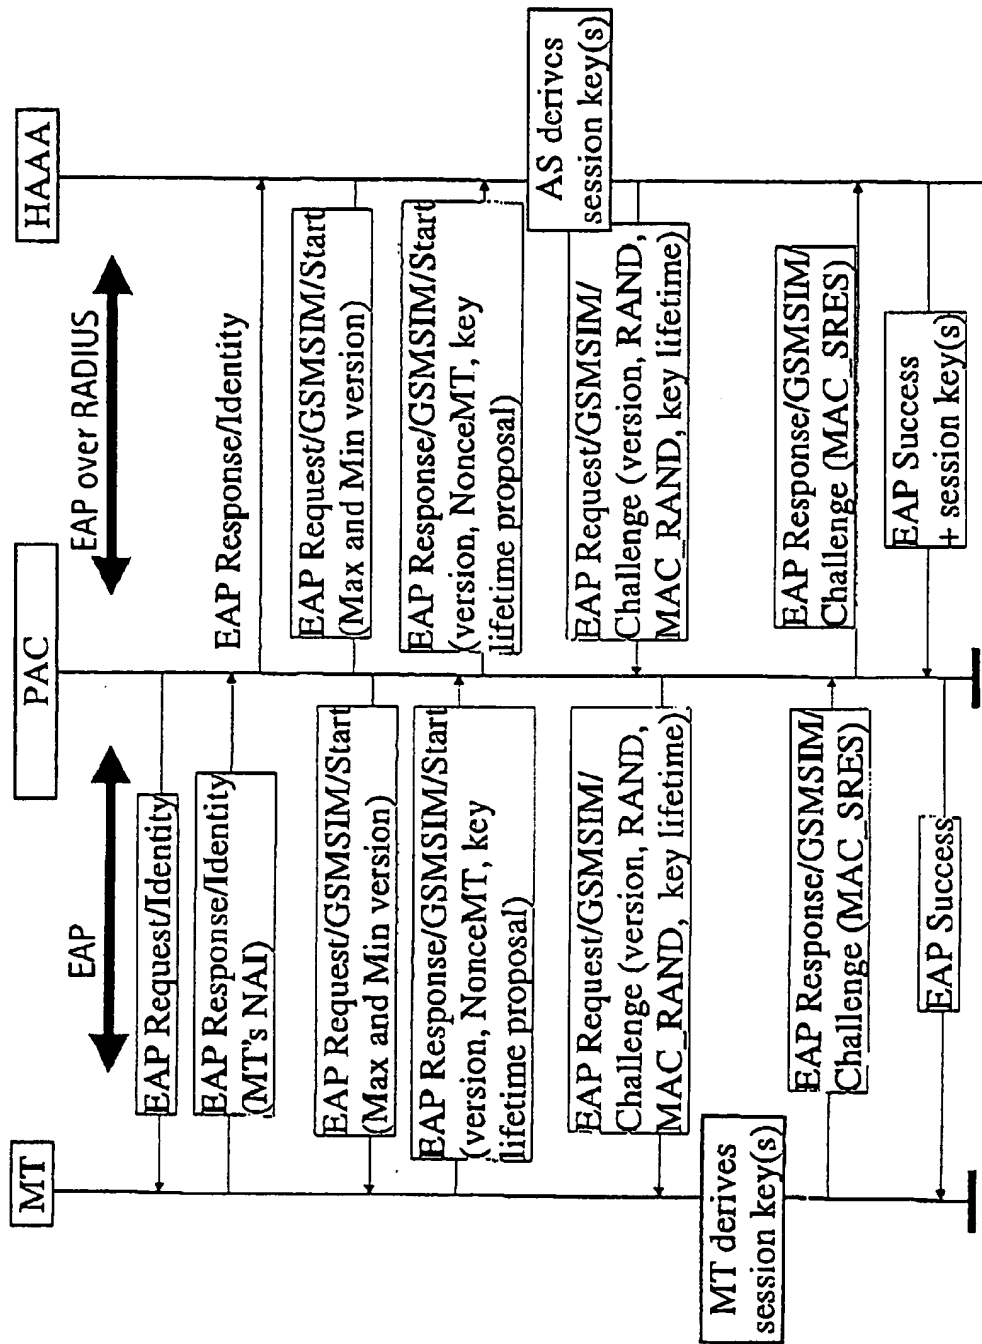 MT
PAC
HAAA
EAP
EAP over RADIUS
EAP Request/Identity
EAP Response/Identity
(MT's NAI)
EAP Response/Identity
EAP Request/GSMSIM/Start
(Max and Min version)
EAP Request/GSMSIM/Start
(Max and Min version)
EAP Response/GSMSIM/Start
(version, NonceMT, key
lifetime proposal)
EAP Response/GSMSIM/Start
(version, NonceMT, key
lifetime proposal)
AS derives
session key(s)
EAP Request/GSMSIM/
Challenge (version, RAND,
MAC_RAND, key lifetime)
EAP Request/GSMSIM/
Challenge (version, RAND,
MAC_RAND, key lifetime)
MT derives
session key(s)
EAP Response/GSMSIM/
Challenge (MAC_SRES)
EAP Response/GSMSIM/
Challenge (MAC_SRES)
EAP Success
+ session key(s)
EAP Success